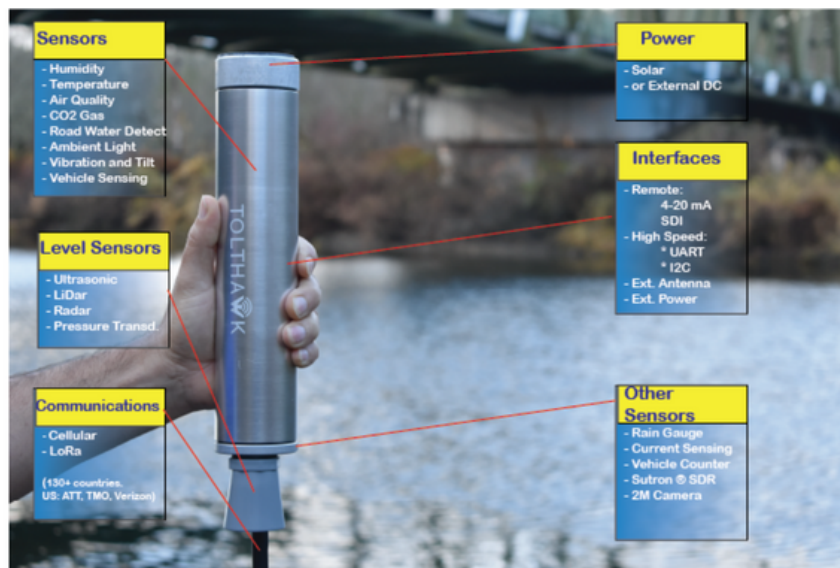 Sensors
- Humidity
- Temperature
- Air Quality
- CO2 Gas
- Road Water Detect
- Ambient Light
- Vibration and Tilt
- Vehicle Sensing
Level Sensors
- Ultrasonic
- LiDar
- Radar
- Pressure Transd.
Communications
- Cellular
- LoRa
(130+ countries.
US: ATT, TMO, Verizon)
TOLTHAWK
Power
- Solar
- or External DC
Interfaces
- Remote:
4-20 mA
SDI
- High Speed:
* UART
* I2C
- Ext. Antenna
- Ext. Power
Other
Sensors
- Rain Gauge
- Current Sensing
- Vehicle Counter
- Sutron ® SDR
- 2M Camera